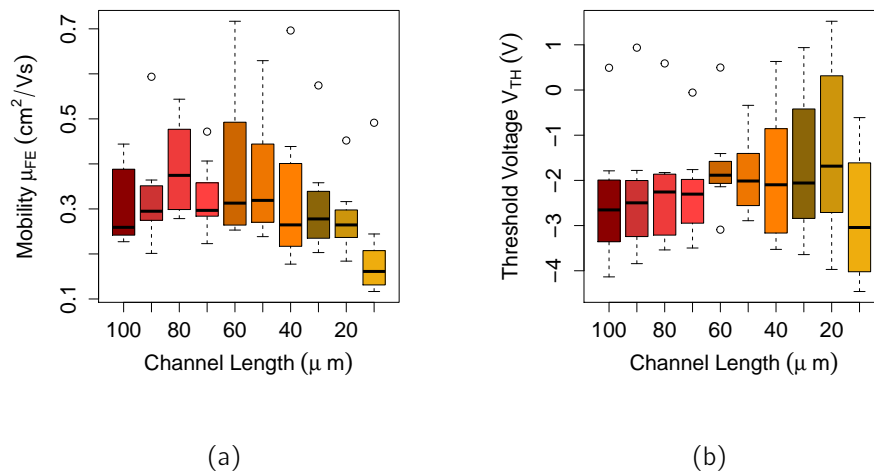 Mobility μFE (cm2/Vs)
0.7
0.5
0.3
0.1
100 80 60 40 20
Channel Length (μ m)
(a)
Threshold Voltage VTH (V)
1
0
−1
−2
−3
−4
100 80 60 40 20
Channel Length (μ m)
(b)